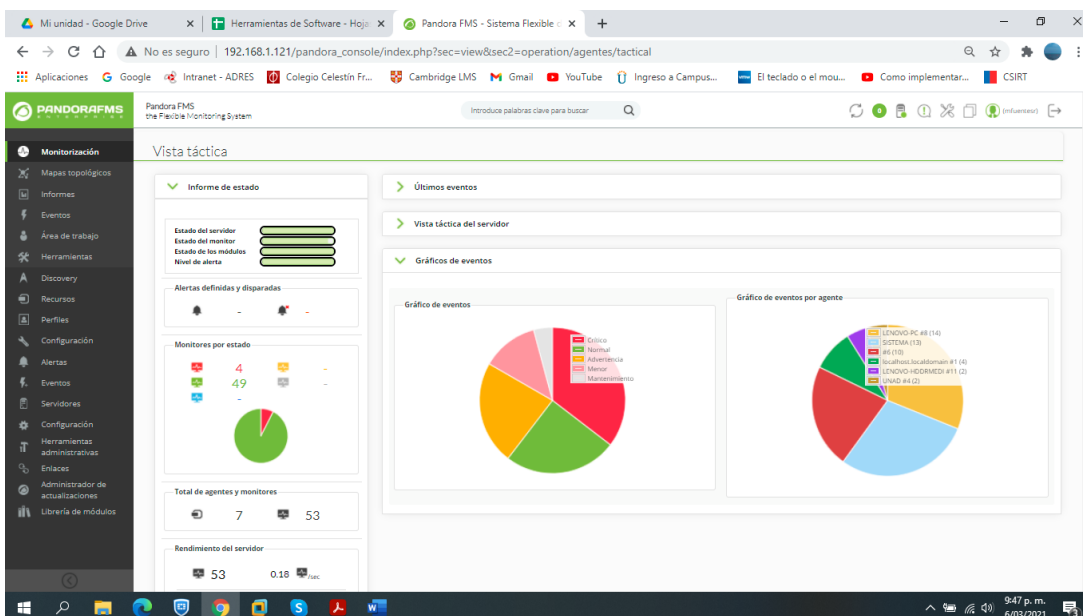 Mi unidad - Google Drive
Herramientas de Software - Hoja
Pandora FMS - Sistema Flexible d
No es seguro | 192.168.1.121/pandora_console/index.php?sec=view&sec2=operation/agentes/tactical
Aplicaciones Google Intranet - ADRES Colegio Celestín Fr... Cambridge LMS Gmail YouTube Ingreso a Campus... El teclado o el mou... Como implementar... CSIRT
PANDORAFMS
ENTERPRISE
Pandora FMS
the Flexible Monitoring System
Introduce palabras clave para buscar
(mfuentesr)
Monitorización
Mapas topológicos
Informes
Eventos
Área de trabajo
Herramientas
Discovery
Recursos
Perfiles
Configuración
Alertas
Eventos
Servidores
Configuración
Herramientas
administrativas
Enlaces
Administrador de
actualizaciones
Librería de módulos
Vista táctica
Informe de estado
Estado del servidor
Estado del monitor
Estado de los módulos
Nivel de alerta
Alertas definidas y disparadas
- -
Monitores por estado
4 -
49 -
-
Total de agentes y monitores
7 53
Rendimiento del servidor
53 0.18 /sec
Últimos eventos
Vista táctica del servidor
Gráficos de eventos
Gráfico de eventos
Crítico
Normal
Advertencia
Menor
Mantenimiento
Gráfico de eventos por agente
LENOVO-PC #8 (14)
SISTEMA (13)
#6 (10)
localhost.localdomain #1 (4)
LENOVO-HDDRMEDI #11 (2)
UNAD #4 (2)
9:47 p. m.
6/03/2021